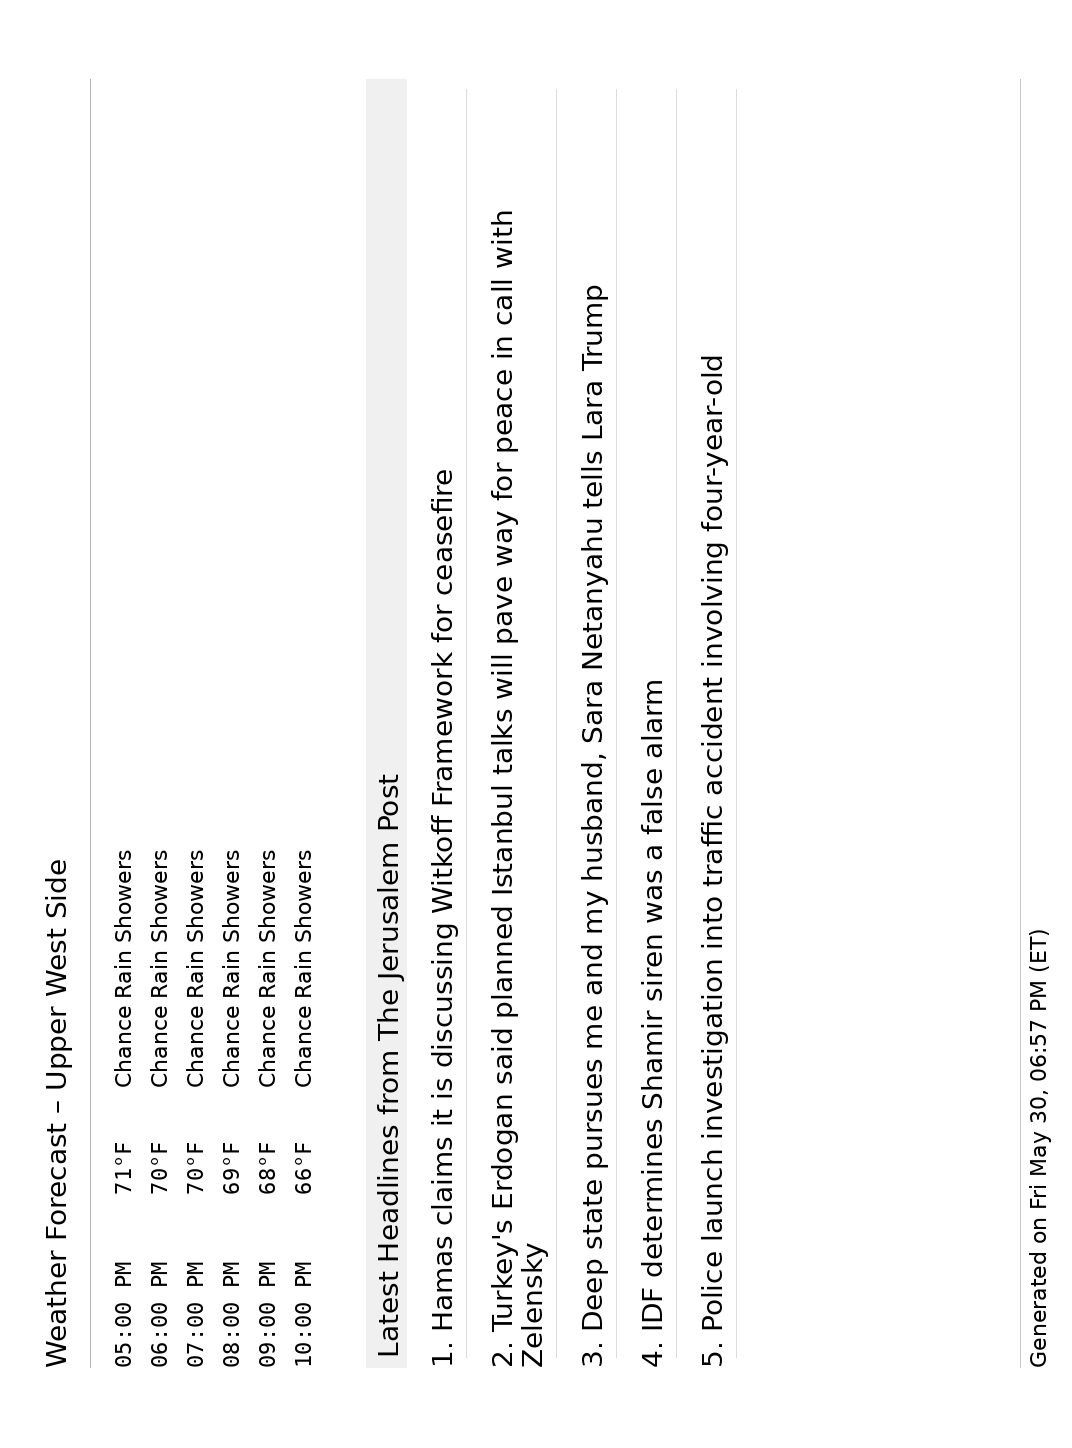 Weather Forecast – Upper West Side
05:00 PM 71°F Chance Rain Showers
06:00 PM 70°F Chance Rain Showers
07:00 PM 70°F Chance Rain Showers
08:00 PM 69°F Chance Rain Showers
09:00 PM 68°F Chance Rain Showers
10:00 PM 66°F Chance Rain Showers
Latest Headlines from The Jerusalem Post
1. Hamas claims it is discussing Witkoff Framework for ceasefire
2. Turkey's Erdogan said planned Istanbul talks will pave way for peace in call with
Zelensky
3. Deep state pursues me and my husband, Sara Netanyahu tells Lara Trump
4. IDF determines Shamir siren was a false alarm
5. Police launch investigation into traffic accident involving four-year-old
Generated on Fri May 30, 06:57 PM (ET)